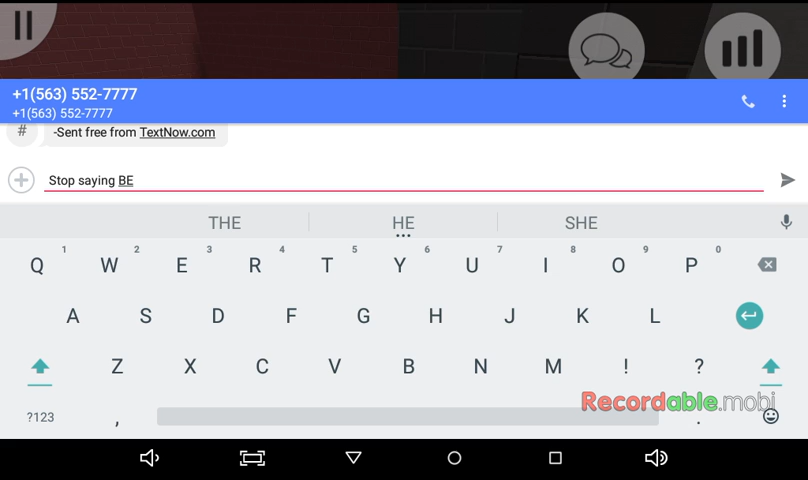 +1(563) 552-7777
+1(563) 552-7777
# -Sent free from TextNow.com
Stop saying BE
THE HE SHE
1 2 3 4 5 6 7 8 9 0
Q W E R T Y U I O P
A S D F G H J K L
Z X C V B N M ! ?
Recordable.mobi
?123 , .